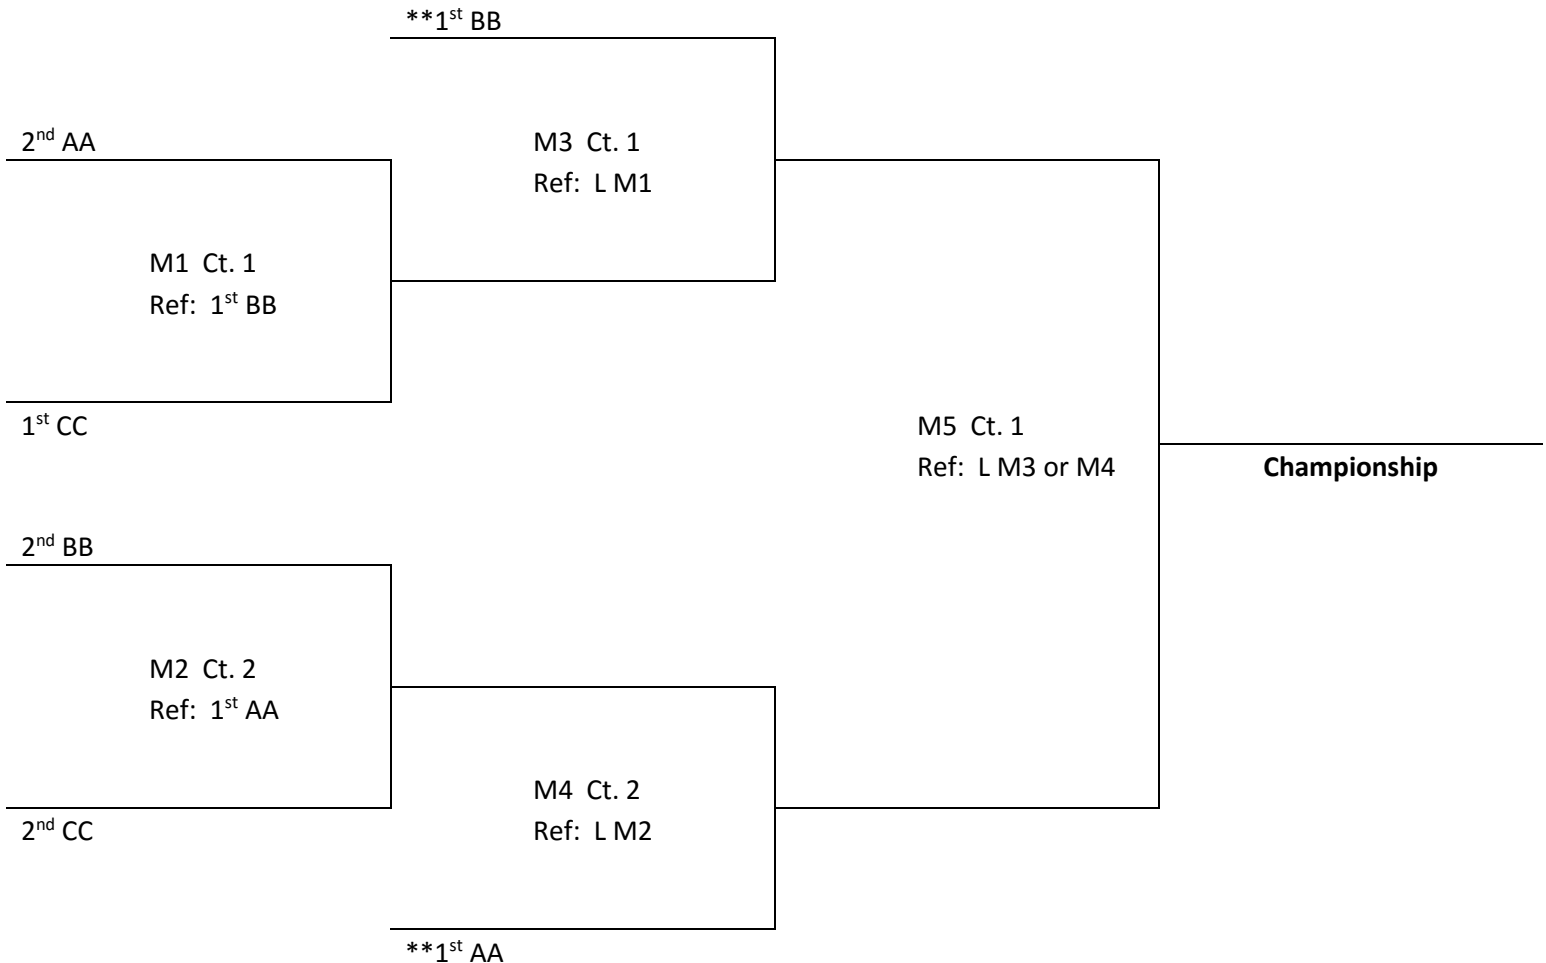 **1st BB
2nd AA
M3 Ct. 1
Ref: L M1
M1 Ct. 1
Ref: 1st BB
1st CC
M5 Ct. 1
Ref: L M3 or M4
Championship
2nd BB
M2 Ct. 2
Ref: 1st AA
M4 Ct. 2
Ref: L M2
2nd CC
**1st AA